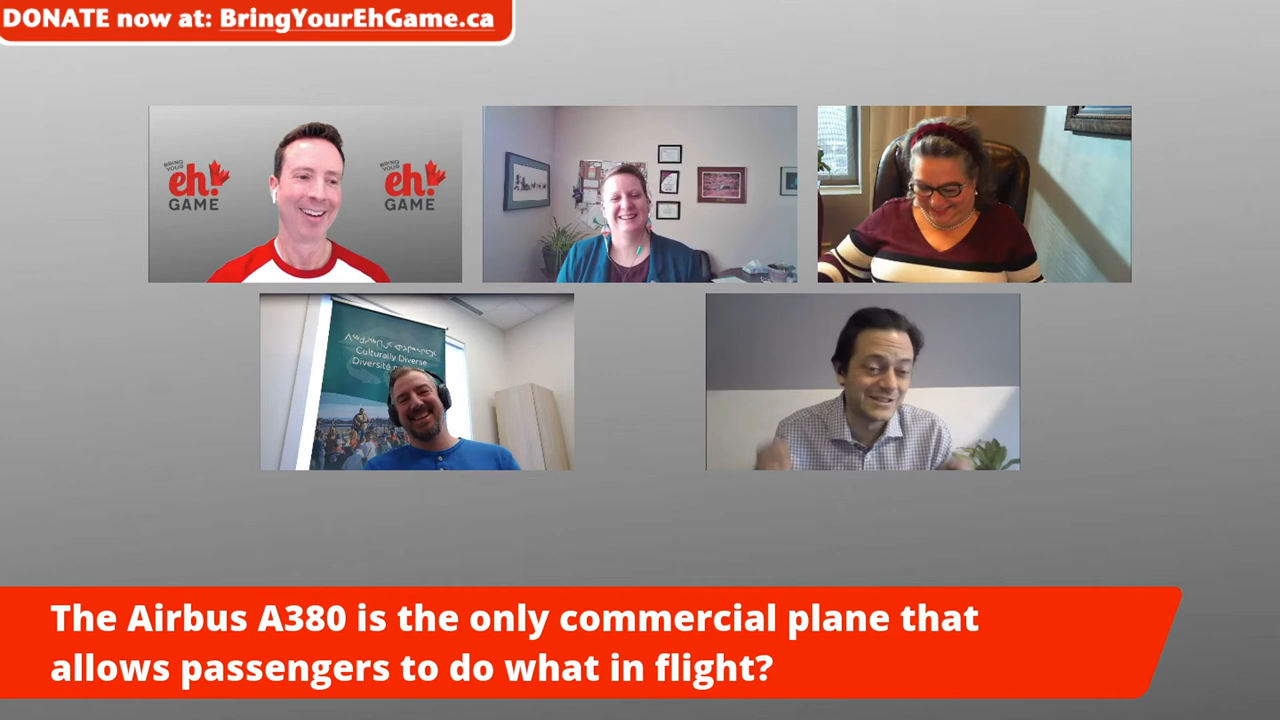 DONATE now at: BringYourEhGame.ca
BRING
YOUR
eh!
GAME
BRING
YOUR
eh!
GAME
Culturally Diverse
Diversité
The Airbus A380 is the only commercial plane that
allows passengers to do what in flight?